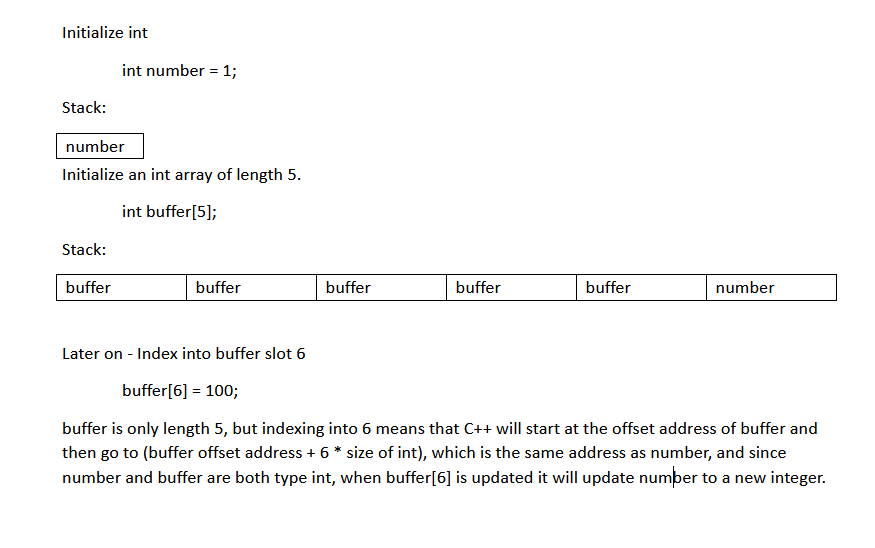 Initialize int
int number = 1;
Stack:
number
Initialize an int array of length 5.
int buffer[5];
Stack:
buffer buffer buffer buffer buffer number
Later on - Index into buffer slot 6
buffer[6] = 100;
buffer is only length 5, but indexing into 6 means that C++ will start at the offset address of buffer and
then go to (buffer offset address + 6 * size of int), which is the same address as number, and since
number and buffer are both type int, when buffer[6] is updated it will update number to a new integer.